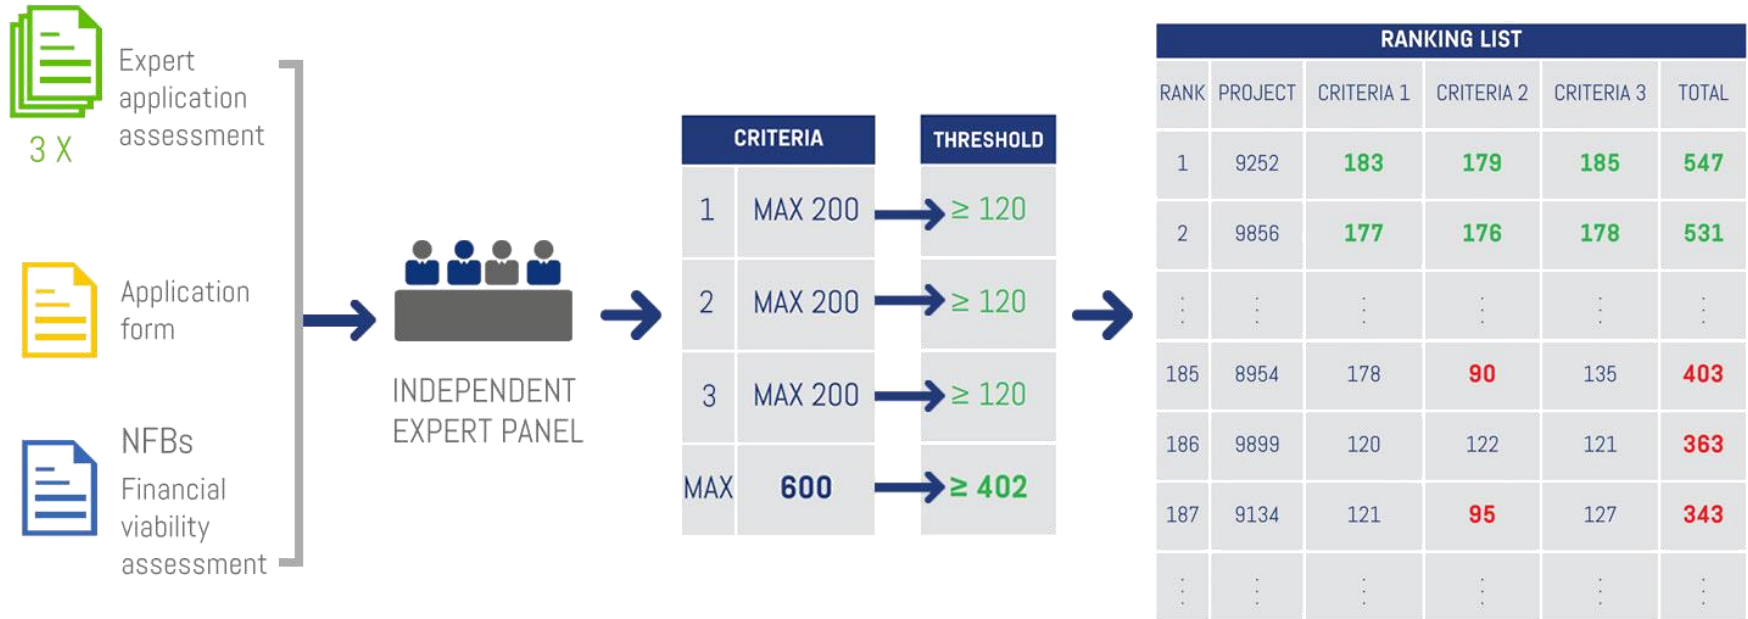 Expert
application
assessment
3 X
Application
form
NFBs
Financial
viability
assessment
INDEPENDENT
EXPERT PANEL
CRITERIA THRESHOLD
1 MAX 200 ≥ 120
2 MAX 200 ≥ 120
3 MAX 200 ≥ 120
MAX 600 ≥ 402
RANKING LIST
RANK PROJECT CRITERIA 1 CRITERIA 2 CRITERIA 3 TOTAL
1 9252 183 179 185 547
2 9856 177 176 178 531
185 8954 178 90 135 403
186 9899 120 122 121 363
187 9134 121 95 127 343